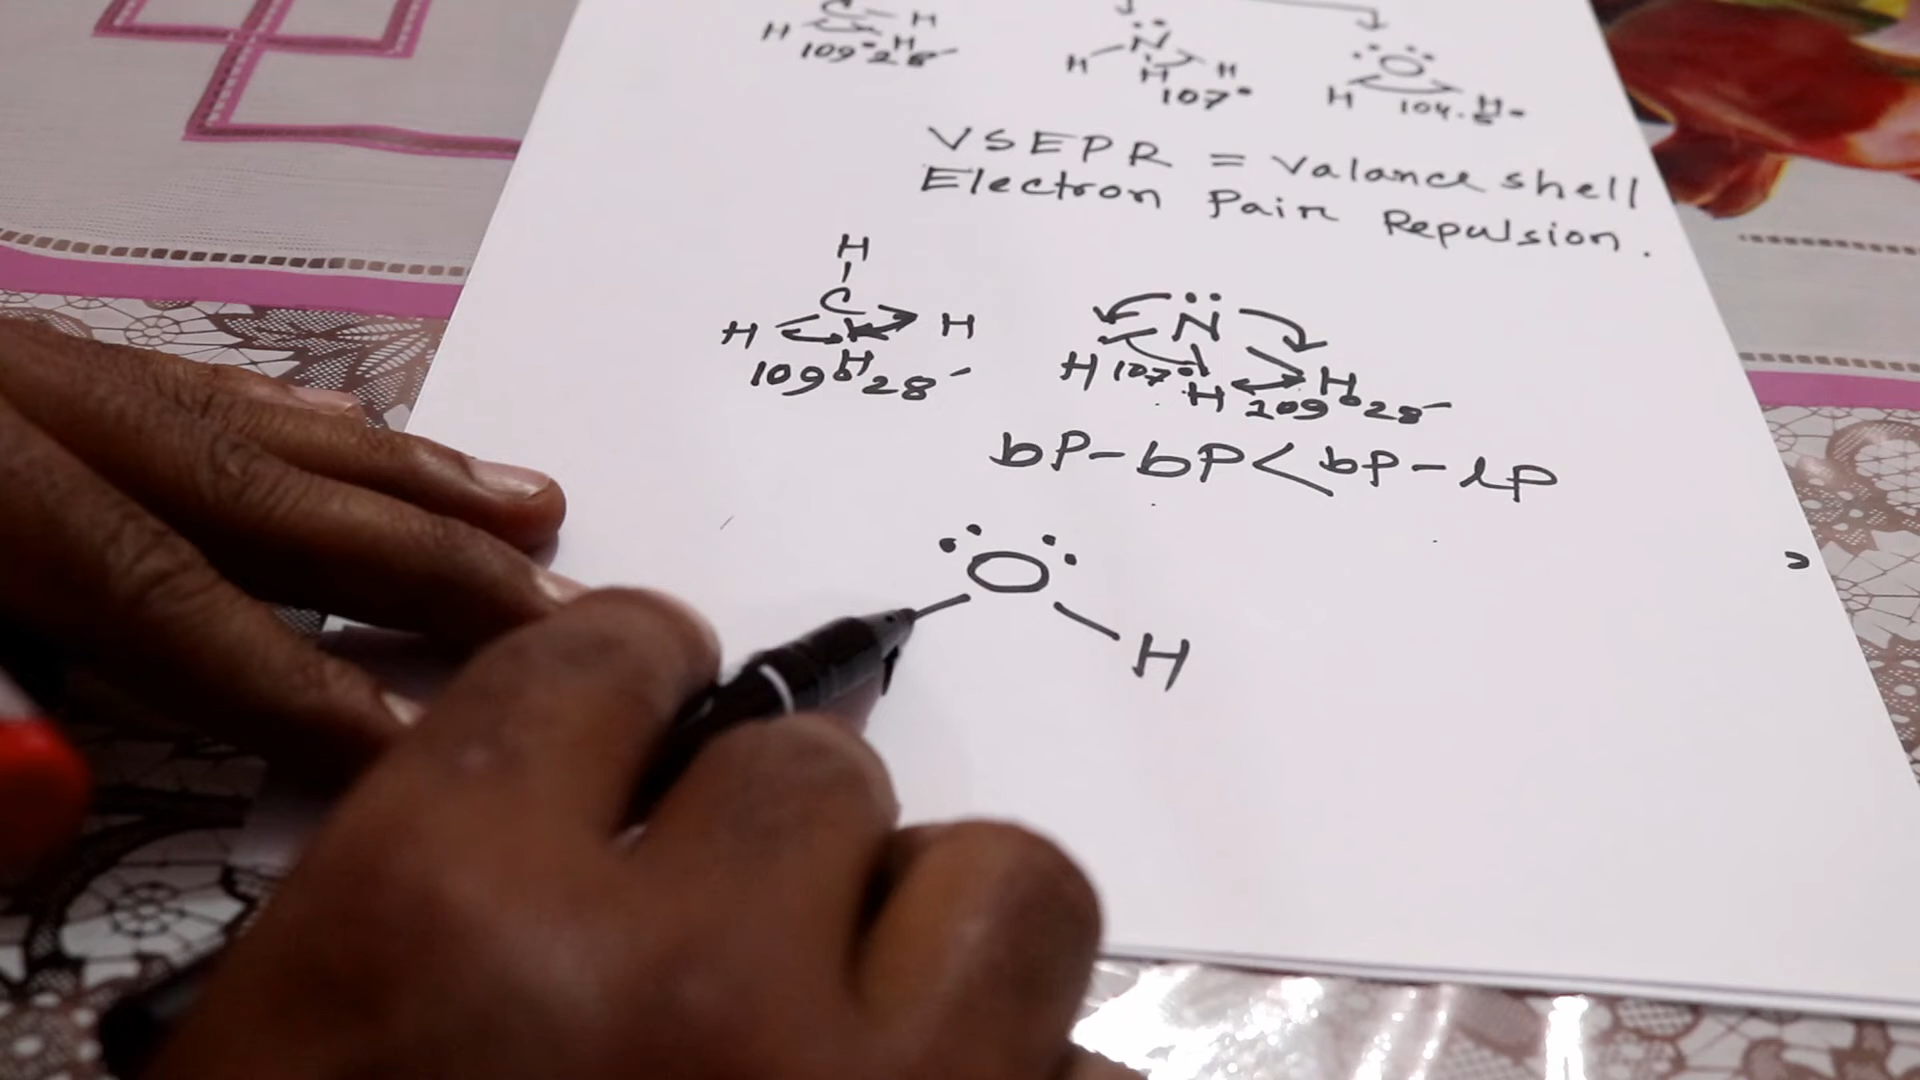 C H
H H
109°28′
N
H H H
107°
O
H H
104.5°
VSEPR = Valance shell
Electron Pair Repulsion.
H
C
H H
H
109°28′
N
H 107° H H
109°28′
bP-bP < bP-lP
O
H